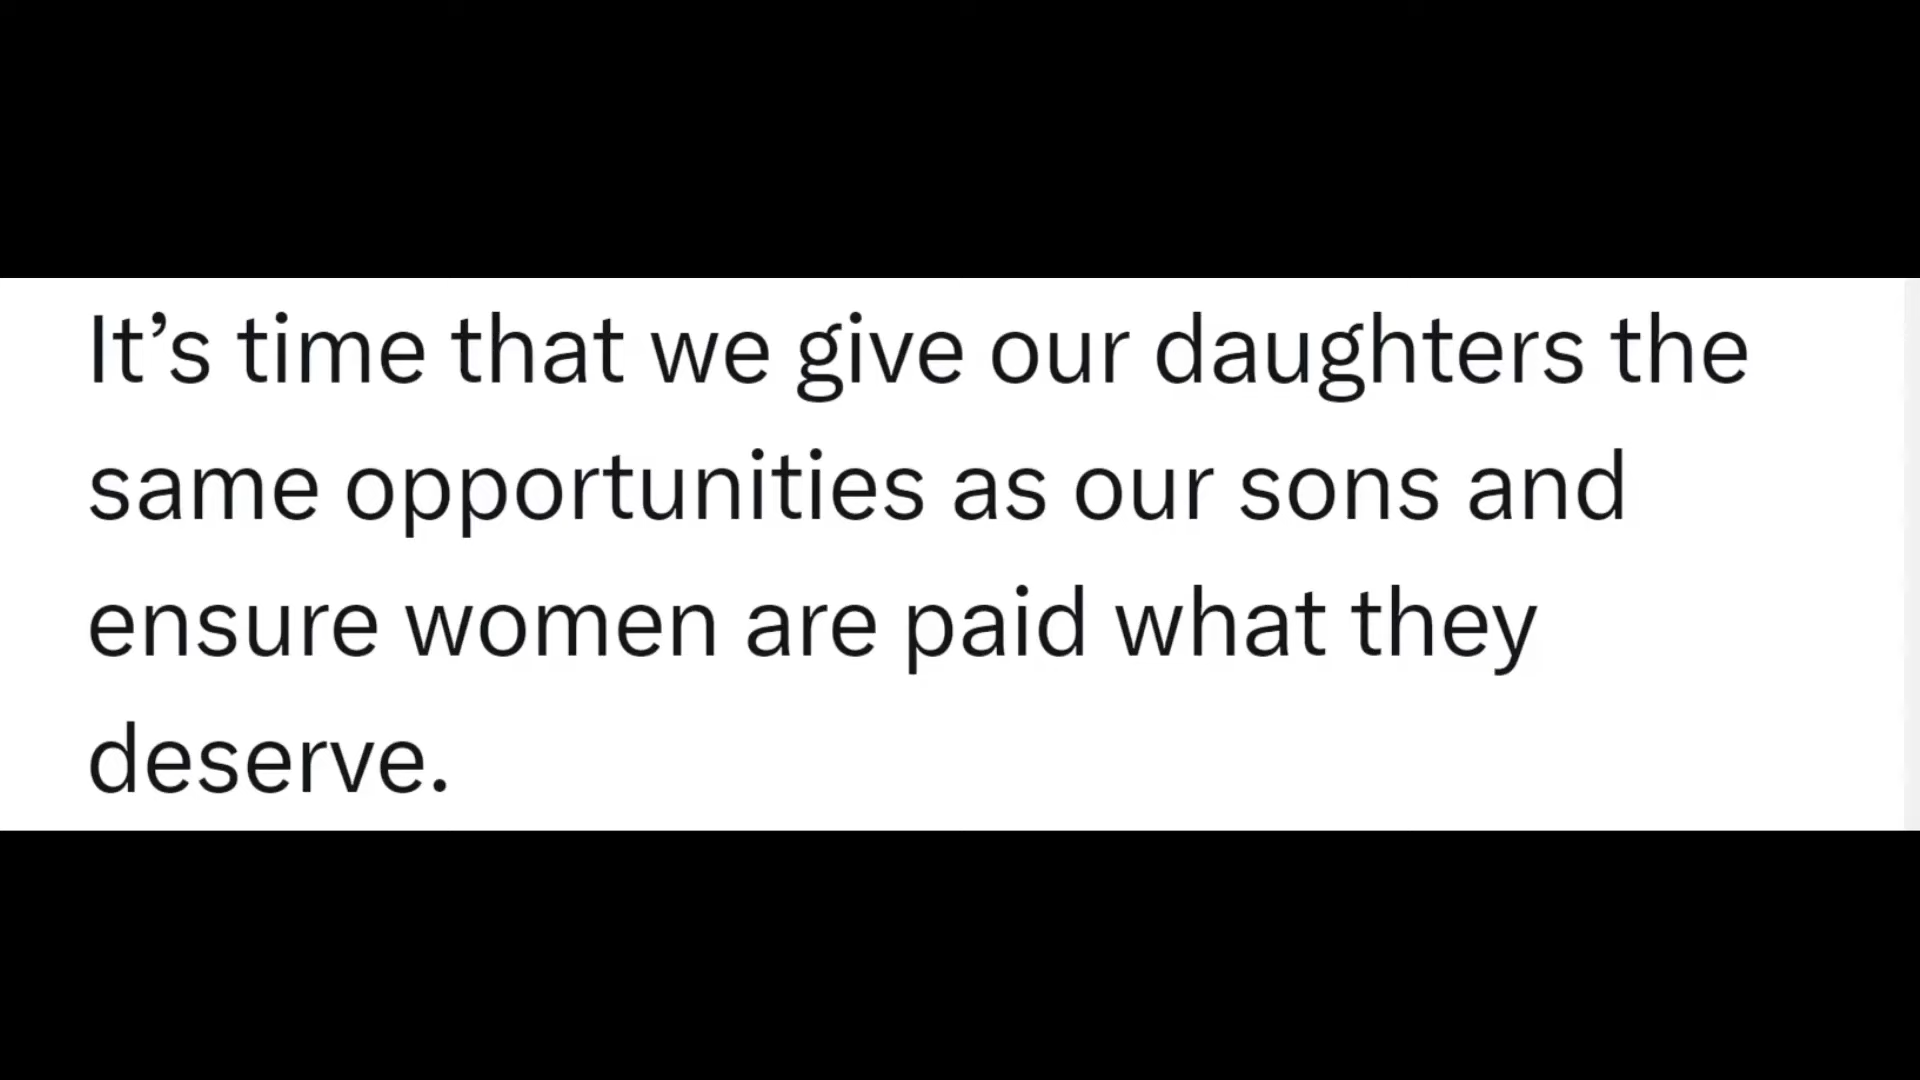 It’s time that we give our daughters the
same opportunities as our sons and
ensure women are paid what they
deserve.